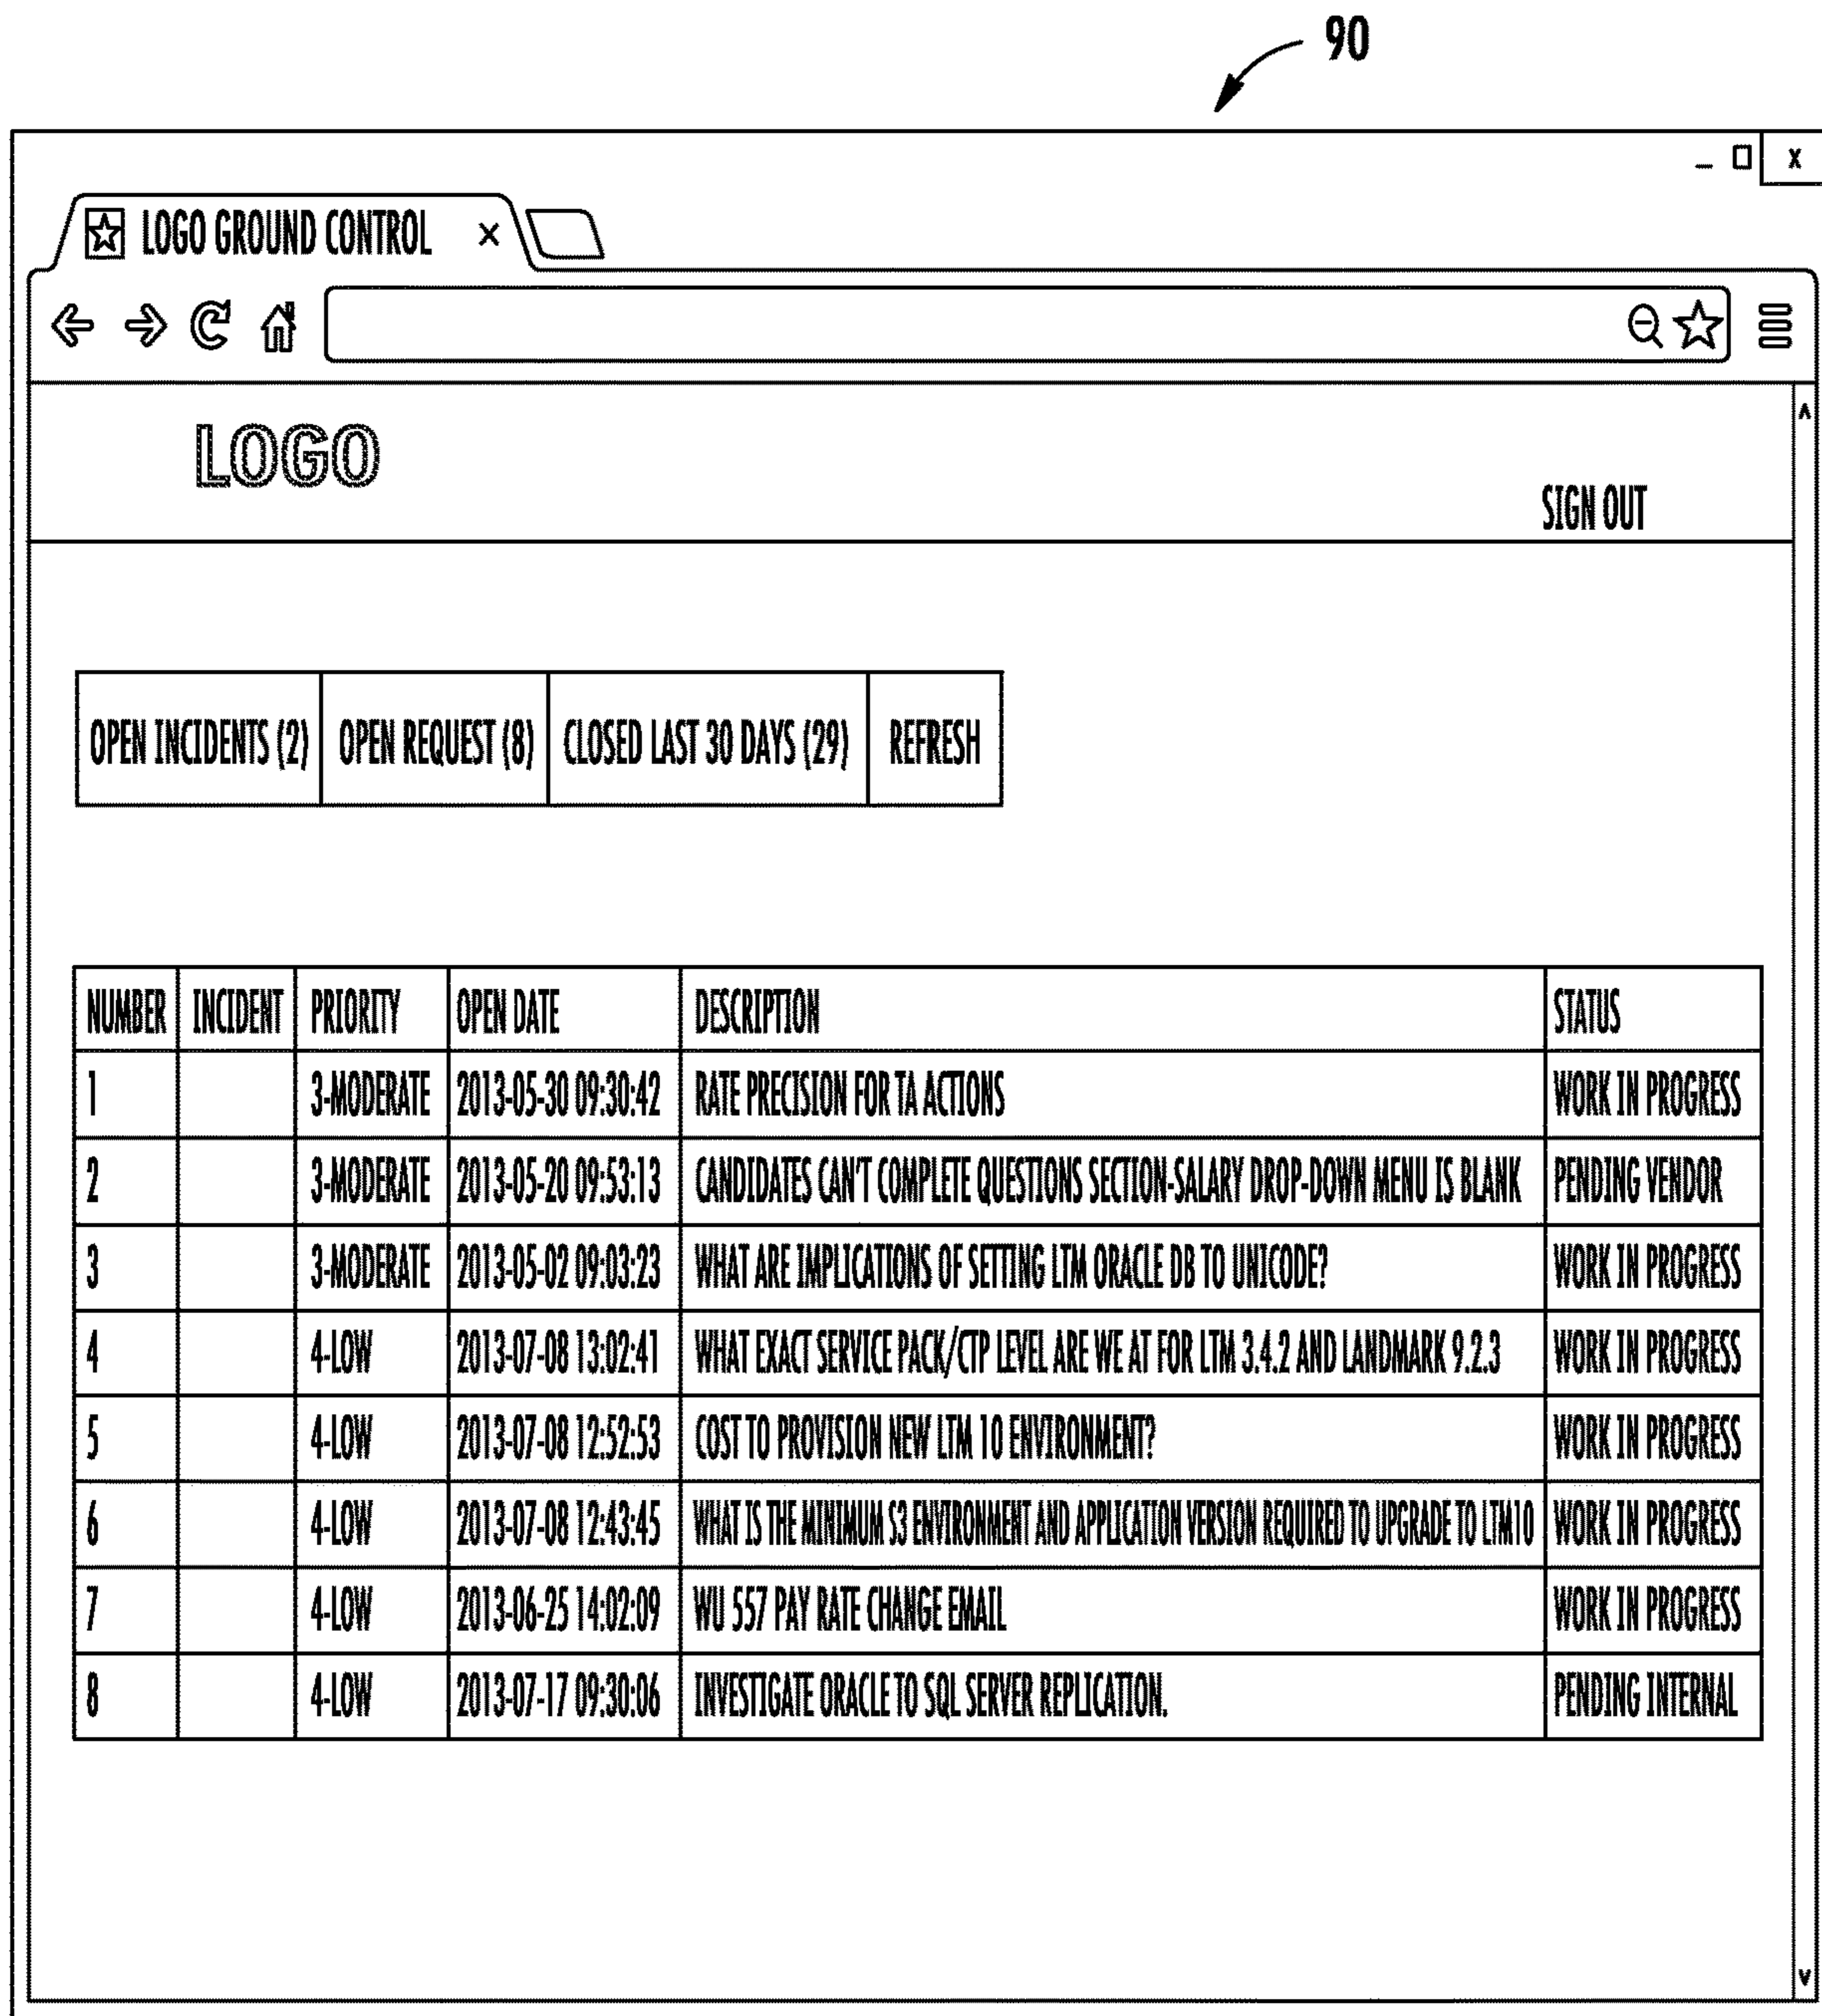 90
_ □ X
LOGO GROUND CONTROL ×
LOGO
SIGN OUT
OPEN INCIDENTS (2) OPEN REQUEST (8) CLOSED LAST 30 DAYS (29) REFRESH
NUMBER INCIDENT PRIORITY OPEN DATE DESCRIPTION STATUS
1 3-MODERATE 2013-05-30 09:30:42 RATE PRECISION FOR TA ACTIONS WORK IN PROGRESS
2 3-MODERATE 2013-05-20 09:53:13 CANDIDATES CAN'T COMPLETE QUESTIONS SECTION-SALARY DROP-DOWN MENU IS BLANK PENDING VENDOR
3 3-MODERATE 2013-05-02 09:03:23 WHAT ARE IMPLICATIONS OF SETTING LTM ORACLE DB TO UNICODE? WORK IN PROGRESS
4 4-LOW 2013-07-08 13:02:41 WHAT EXACT SERVICE PACK/CTP LEVEL ARE WE AT FOR LTM 3.4.2 AND LANDMARK 9.2.3 WORK IN PROGRESS
5 4-LOW 2013-07-08 12:52:53 COST TO PROVISION NEW LTM 10 ENVIRONMENT? WORK IN PROGRESS
6 4-LOW 2013-07-08 12:43:45 WHAT IS THE MINIMUM S3 ENVIRONMENT AND APPLICATION VERSION REQUIRED TO UPGRADE TO LTM10 WORK IN PROGRESS
7 4-LOW 2013-06-25 14:02:09 WU 557 PAY RATE CHANGE EMAIL WORK IN PROGRESS
8 4-LOW 2013-07-17 09:30:06 INVESTIGATE ORACLE TO SQL SERVER REPLICATION. PENDING INTERNAL